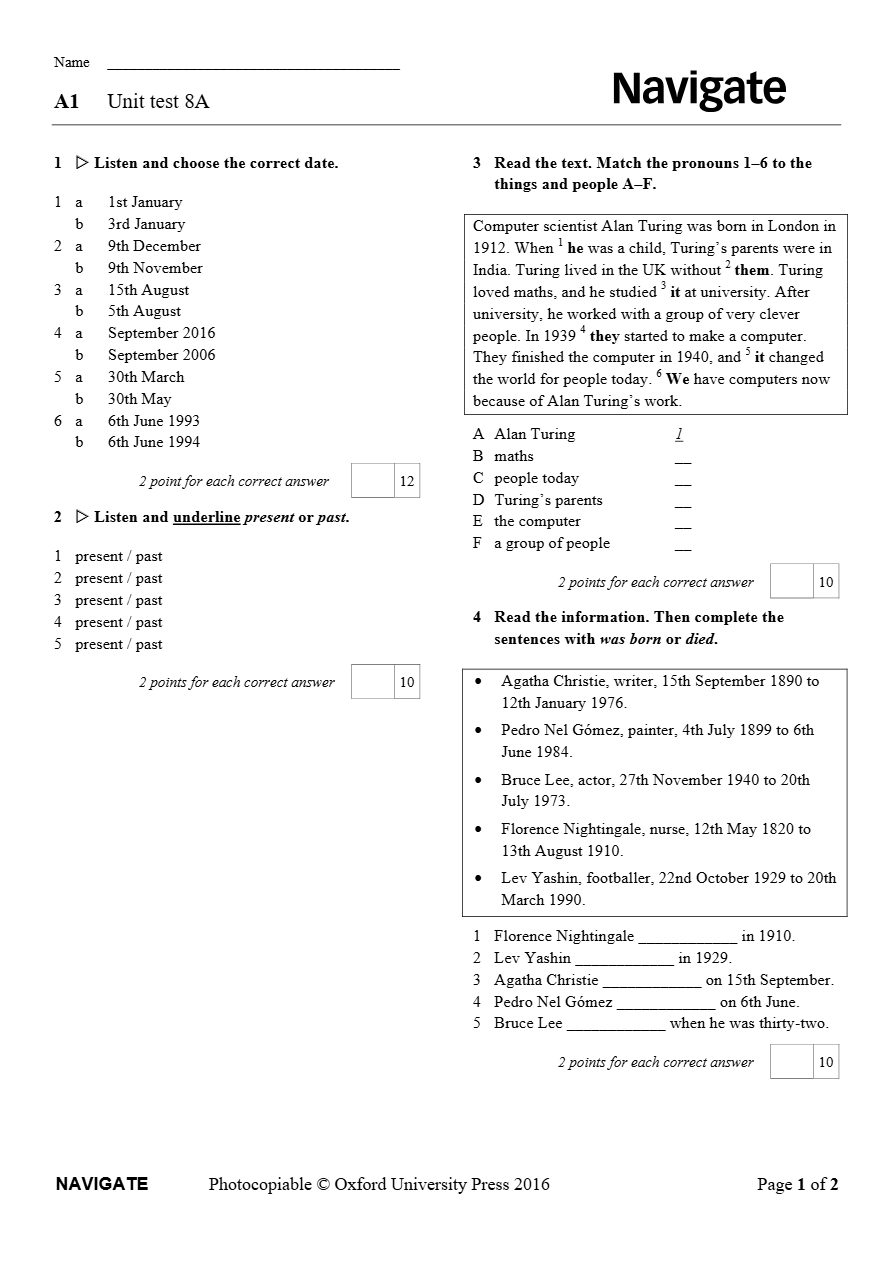 Name ____________________________________
Navigate
A1 Unit test 8A
1 ▷ Listen and choose the correct date.
1 a 1st January
b 3rd January
2 a 9th December
b 9th November
3 a 15th August
b 5th August
4 a September 2016
b September 2006
5 a 30th March
b 30th May
6 a 6th June 1993
b 6th June 1994
2 point for each correct answer 12
2 ▷ Listen and underline present or past.
1 present / past
2 present / past
3 present / past
4 present / past
5 present / past
2 points for each correct answer 10
3 Read the text. Match the pronouns 1–6 to the
things and people A–F.
Computer scientist Alan Turing was born in London in
1912. When 1 he was a child, Turing’s parents were in
India. Turing lived in the UK without 2 them. Turing
loved maths, and he studied 3 it at university. After
university, he worked with a group of very clever
people. In 1939 4 they started to make a computer.
They finished the computer in 1940, and 5 it changed
the world for people today. 6 We have computers now
because of Alan Turing’s work.
A Alan Turing 1
B maths __
C people today __
D Turing’s parents __
E the computer __
F a group of people __
2 points for each correct answer 10
4 Read the information. Then complete the
sentences with was born or died.
• Agatha Christie, writer, 15th September 1890 to
12th January 1976.
• Pedro Nel Gómez, painter, 4th July 1899 to 6th
June 1984.
• Bruce Lee, actor, 27th November 1940 to 20th
July 1973.
• Florence Nightingale, nurse, 12th May 1820 to
13th August 1910.
• Lev Yashin, footballer, 22nd October 1929 to 20th
March 1990.
1 Florence Nightingale ____________ in 1910.
2 Lev Yashin ____________ in 1929.
3 Agatha Christie ____________ on 15th September.
4 Pedro Nel Gómez ____________ on 6th June.
5 Bruce Lee ____________ when he was thirty-two.
2 points for each correct answer 10
NAVIGATE Photocopiable © Oxford University Press 2016 Page 1 of 2